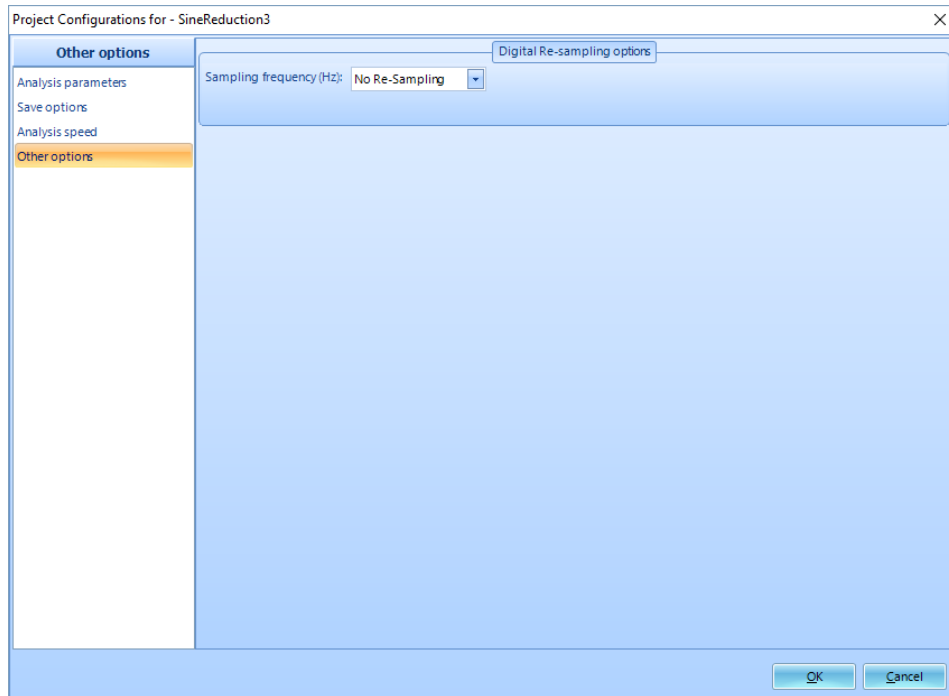 Project Configurations for - SineReduction3
Other options
Analysis parameters
Save options
Analysis speed
Other options
Digital Re-sampling options
Sampling frequency (Hz): No Re-Sampling
OK Cancel